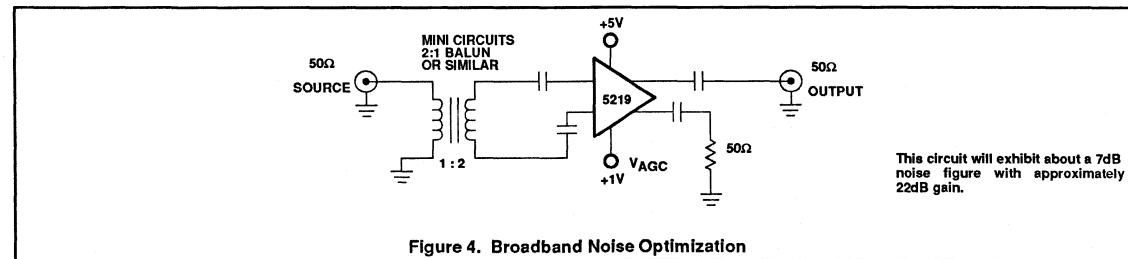 +5V
MINI CIRCUITS
2:1 BALUN
OR SIMILAR
50Ω
SOURCE
50Ω
OUTPUT
5219
1 : 2
VAGC
+1V
50Ω
This circuit will exhibit about a 7dB
noise figure with approximately
22dB gain.
Figure 4. Broadband Noise Optimization